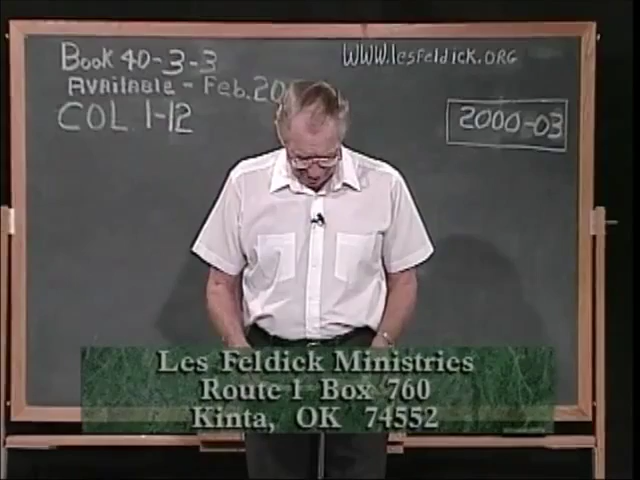 Book 40-3-3
www.lesfeldick.org
Available - Feb. 20
COL 1-12
2000-03
Les Feldick Ministries
Route 1 Box 760
Kinta, OK 74552